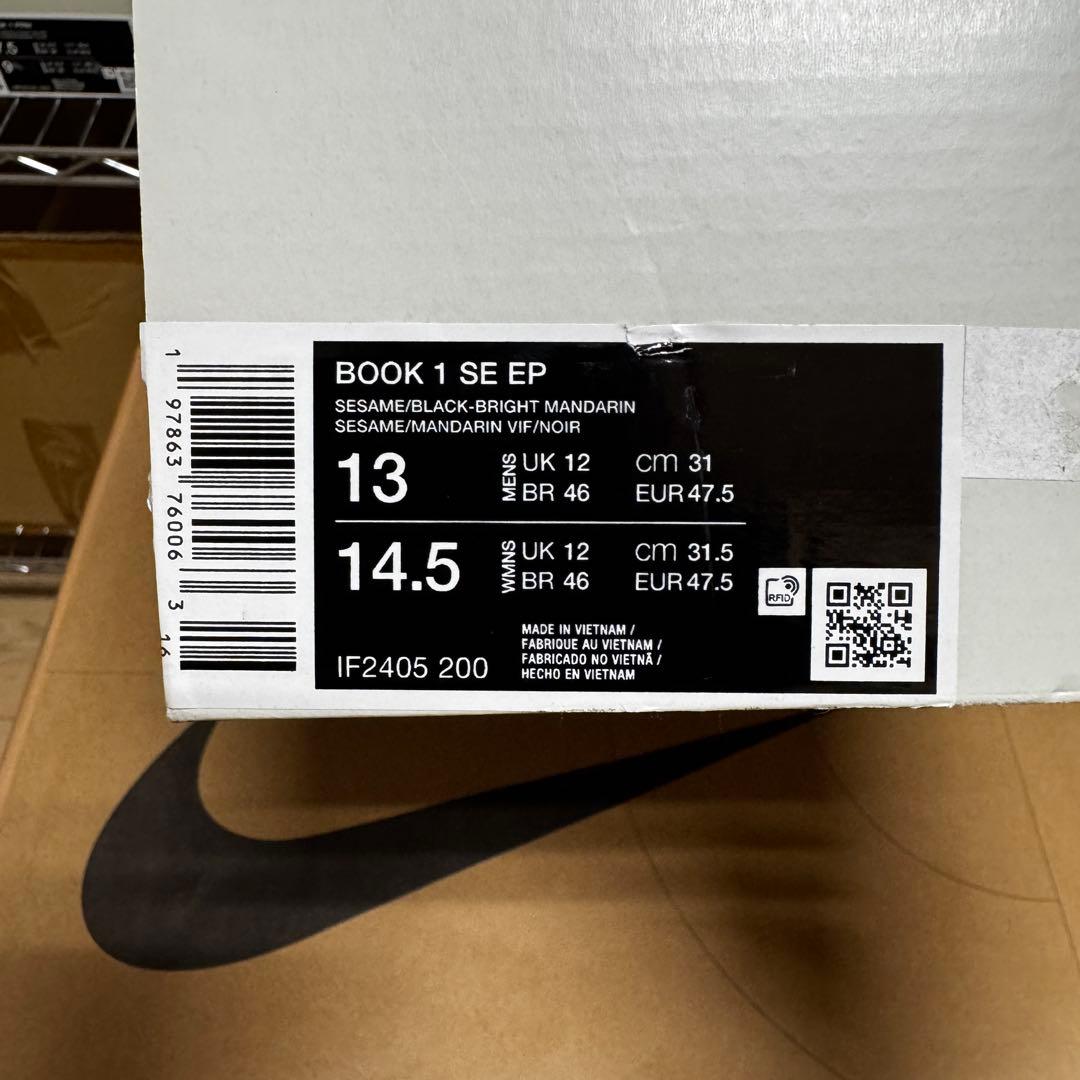 BOOK 1 SE EP
SESAME/BLACK-BRIGHT MANDARIN
SESAME/MANDARIN VIF/NOIR
13 MENS UK 12 cm 31
BR 46 EUR 47.5
14.5 WMNS UK 12 cm 31.5
BR 46 EUR 47.5
RFID
IF2405 200
MADE IN VIETNAM /
FABRIQUE AU VIETNAM /
FABRICADO NO VIETNÃ /
HECHO EN VIETNAM
1 97863 76006 3 16